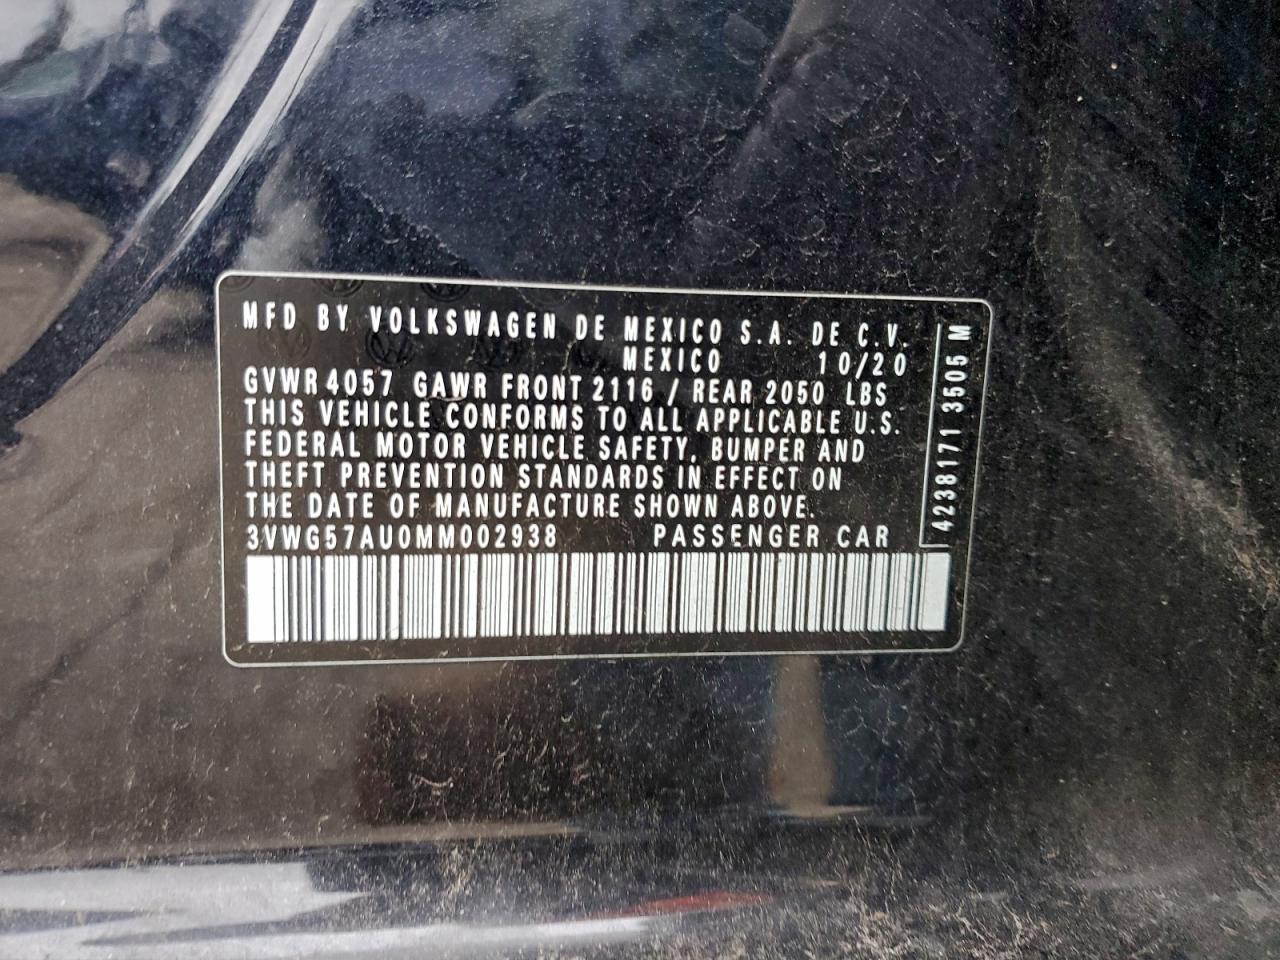 MFD BY VOLKSWAGEN DE MEXICO S.A. DE C.V.
MEXICO 10/20
GVWR 4057 GAWR FRONT 2116 / REAR 2050 LBS
THIS VEHICLE CONFORMS TO ALL APPLICABLE U.S.
FEDERAL MOTOR VEHICLE SAFETY, BUMPER AND
THEFT PREVENTION STANDARDS IN EFFECT ON
THE DATE OF MANUFACTURE SHOWN ABOVE.
3VWG57AU0MM002938 PASSENGER CAR
4238171 3505 M